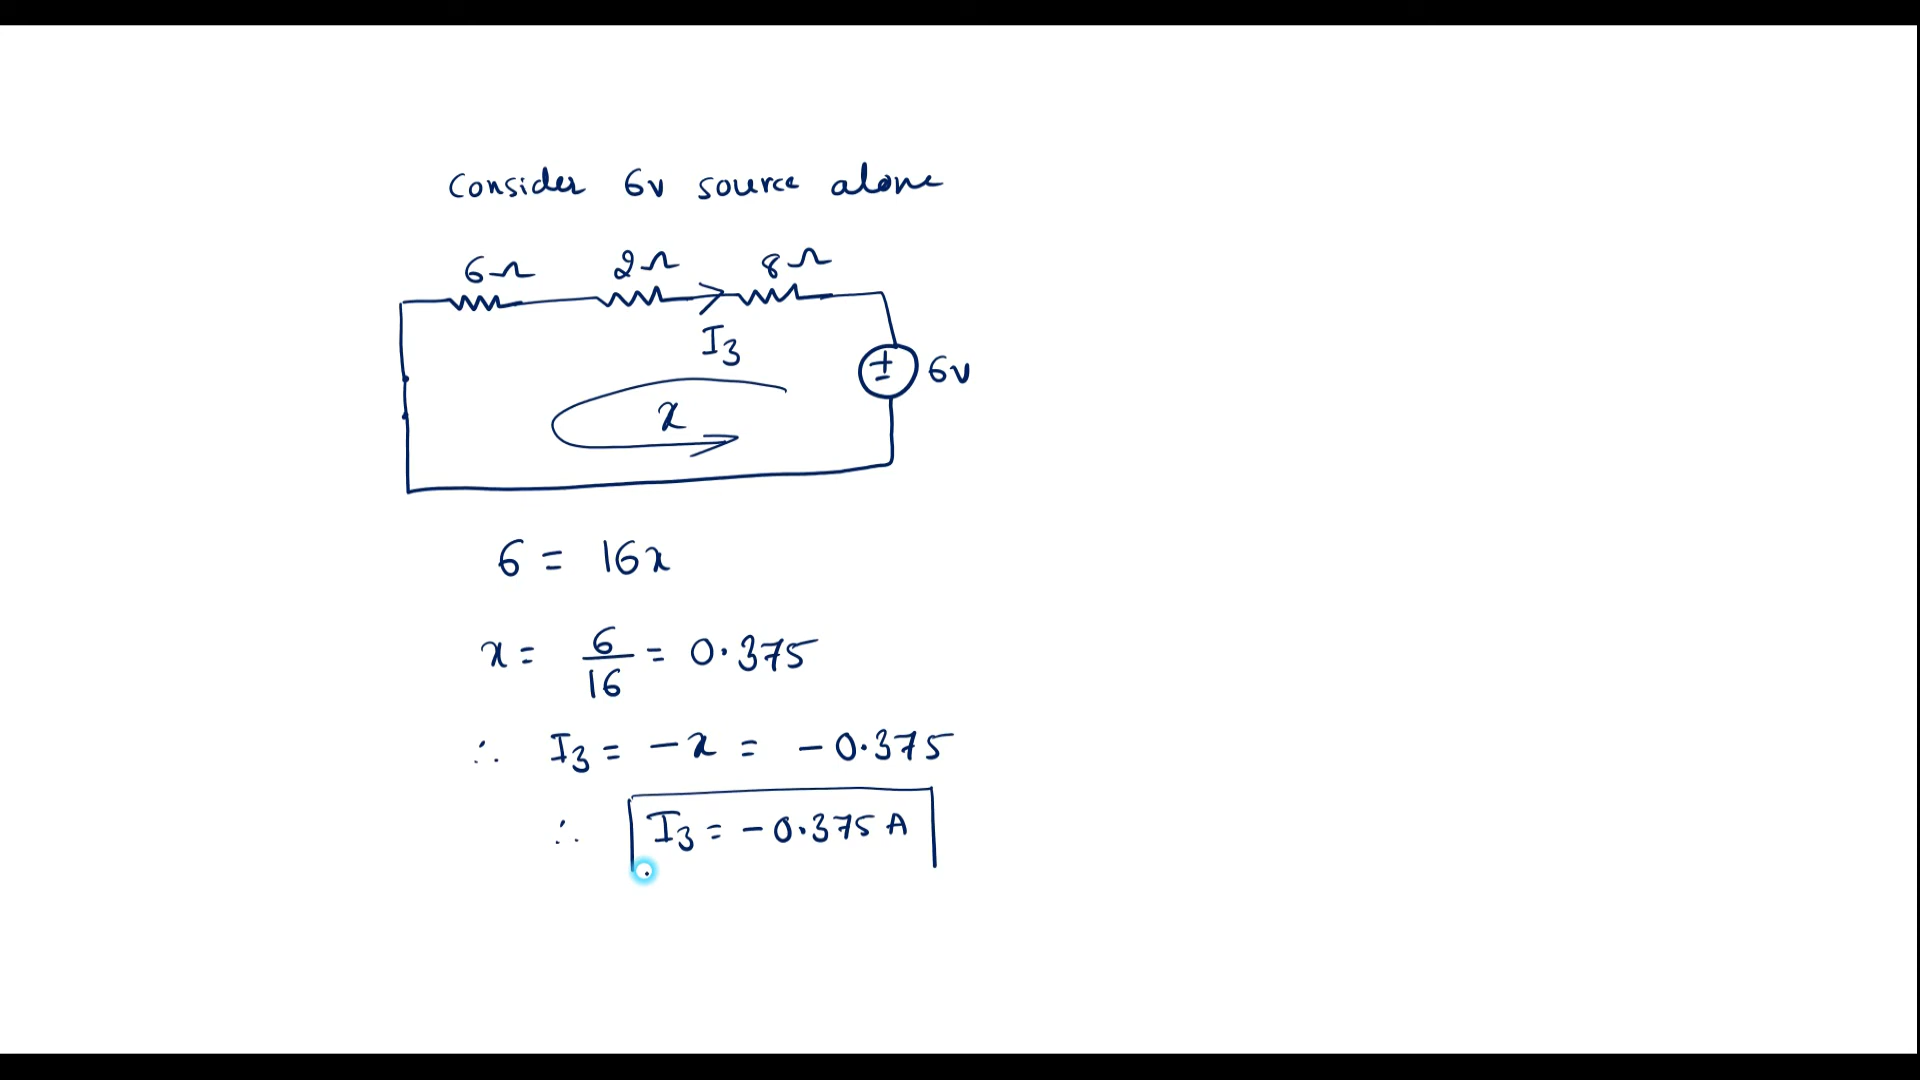 Consider 6v source alone
6Ω 2Ω 8Ω
I3
+
-
6v
x
6 = 16x
x = 6/16 = 0.375
∴ I3 = -x = -0.375
∴ I3 = -0.375 A